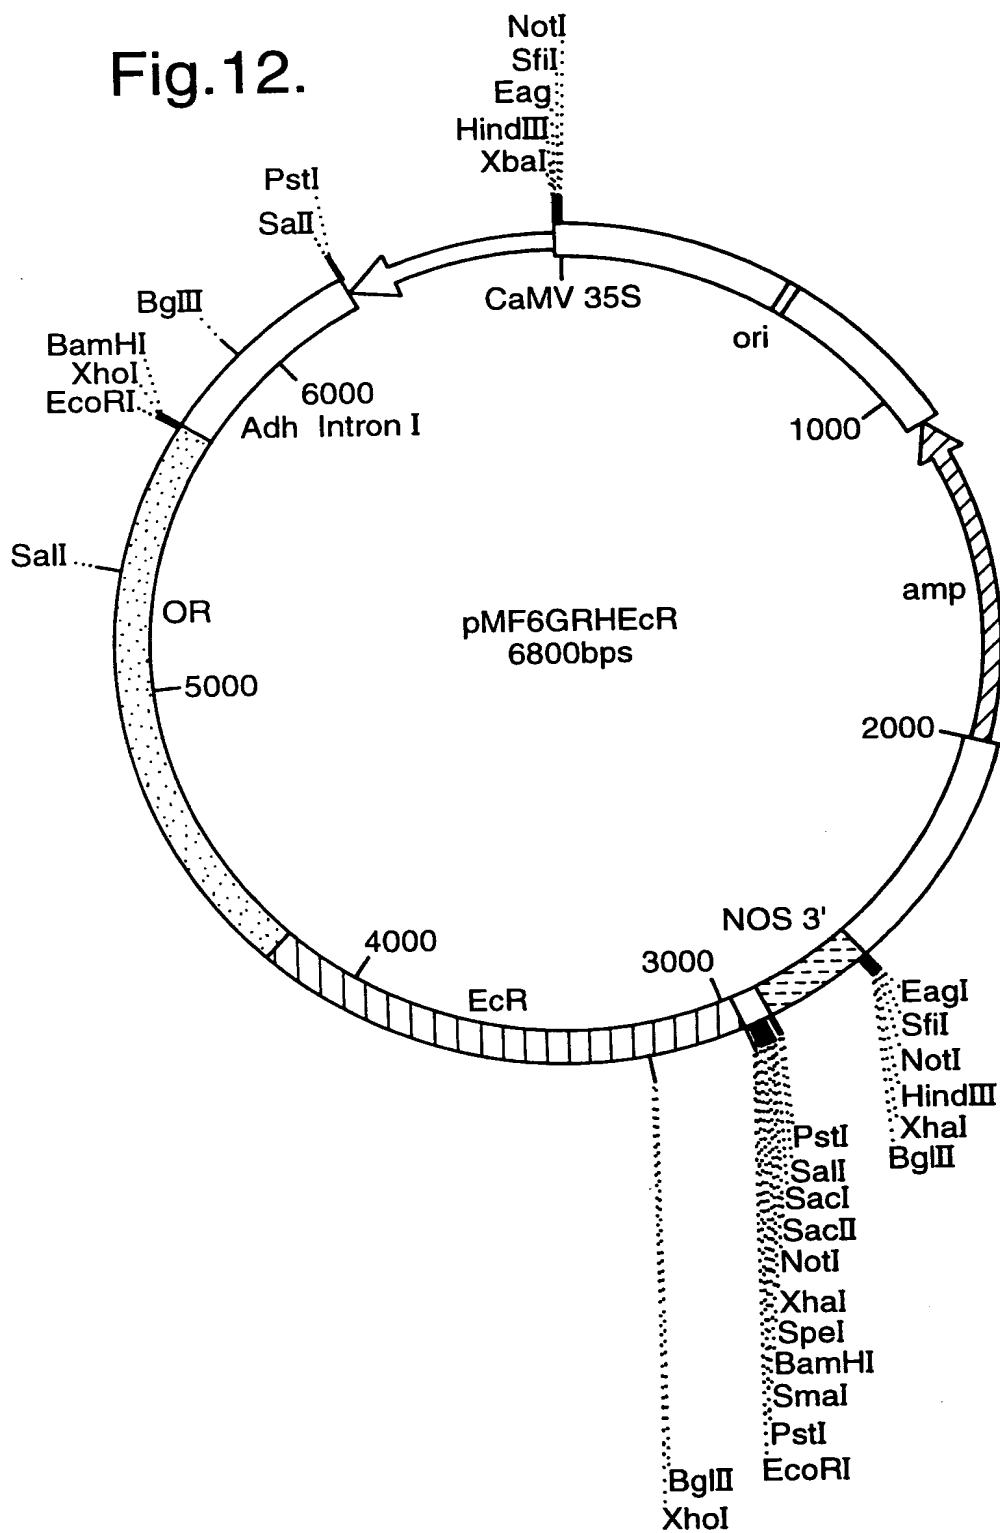 Fig.12.
NotI
SfiI
Eag
HindIII
XbaI
PstI
SalI
BglII
BamHI
XhoI
EcoRI
CaMV 35S
ori
6000
Adh Intron I
1000
SalI
OR
amp
pMF6GRHEcR
6800bps
5000
2000
NOS 3'
4000
3000
EcR
EagI
SfiI
NotI
HindIII
XhaI
BglII
PstI
SalI
SacI
SacII
NotI
XhaI
SpeI
BamHI
SmaI
PstI
EcoRI
BglII
XhoI